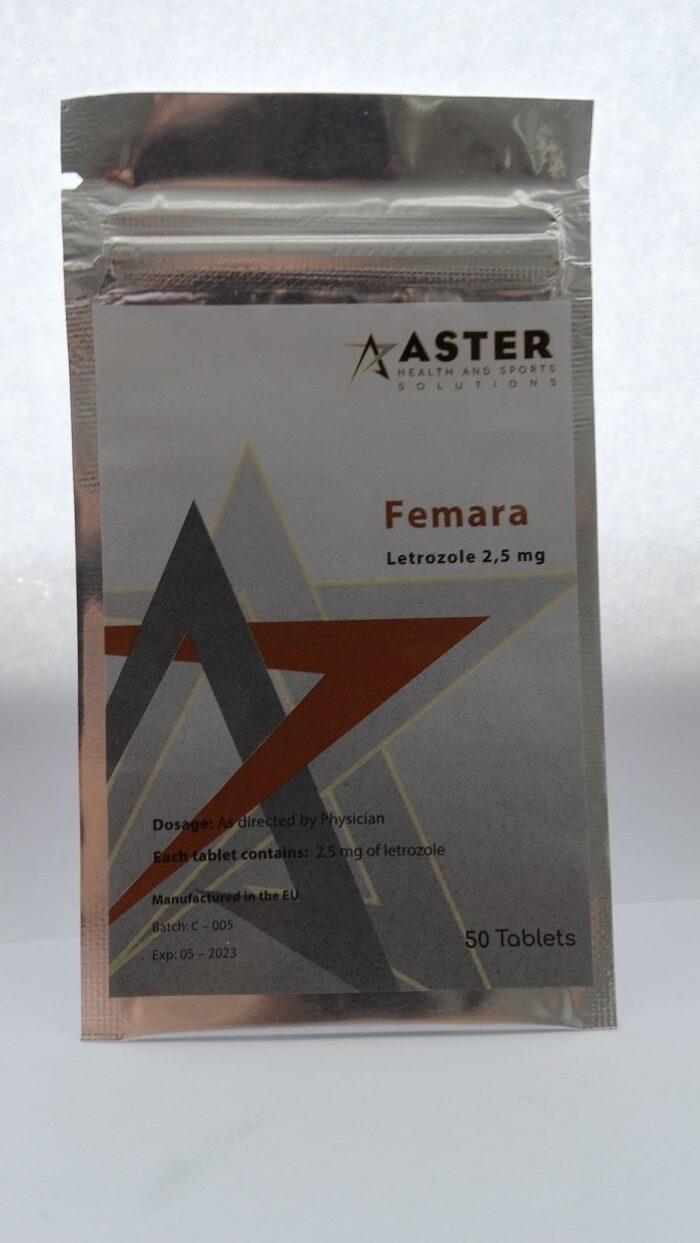 ASTER
HEALTH AND SPORTS
SOLUTIONS
Femara
Letrozole 2,5 mg
Dosage: As directed by Physician
Each tablet contains: 2,5 mg of letrozole
Manufactured in the EU
Batch: C – 005
Exp: 05 – 2023
50 Tablets